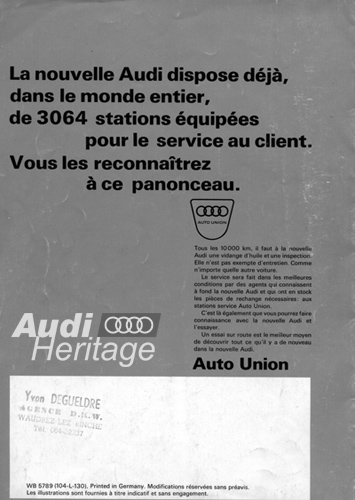 La nouvelle Audi dispose déjà,
dans le monde entier,
de 3064 stations équipées
pour le service au client.
Vous les reconnaîtrez
à ce panonceau.
AUTO UNION
Tous les 10000 km, il faut à la nouvelle
Audi une vidange d'huile et une inspection.
Elle n'est pas exempte d'entretien. Comme
n'importe quelle autre voiture.
Le service sera fait dans les meilleures
conditions par des agents qui connaissent
à fond la nouvelle Audi et qui ont en stock
les pièces de rechange nécessaires: aux
stations service Auto Union.
C'est là également que vous pourrez faire
connaissance avec la nouvelle Audi et
l'essayer.
Un essai sur route est le meilleur moyen
de découvrir tout ce qu'il y a de nouveau
dans la nouvelle Audi.
Auto Union
Audi
Heritage
Yvon DEGUELDRE
AGENCE D.K.W.
WAUDREZ-LEZ-BINCHE
Tél.
WB 5789 (104-L-130). Printed in Germany. Modifications réservées sans préavis.
Les illustrations sont fournies à titre indicatif et sans engagement.